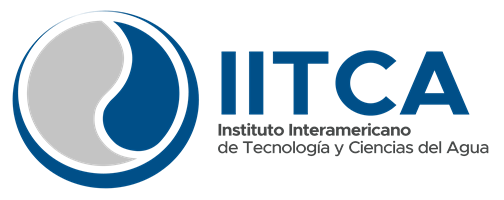 IITCA
Instituto Interamericano
de Tecnología y Ciencias del Agua